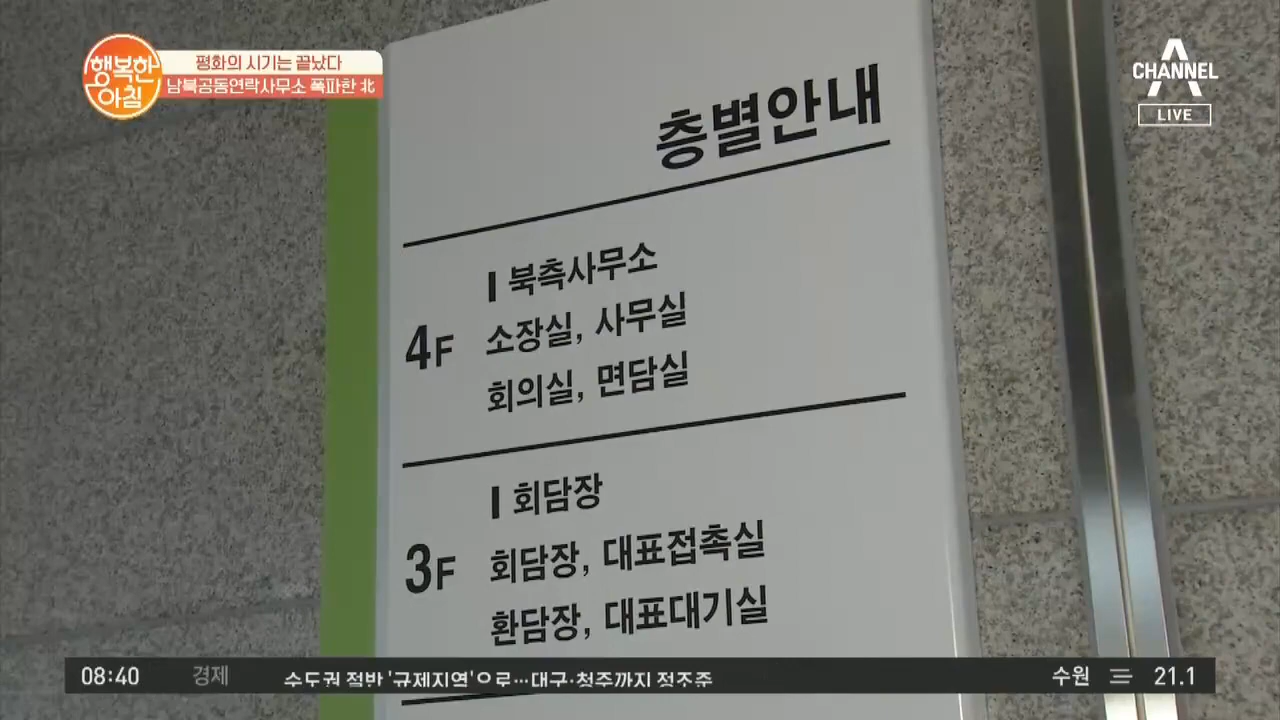 행복한
아침
평화의 시기는 끝났다
남북공동연락사무소 폭파한 北
CHANNEL
LIVE
층별안내
4F
북측사무소
소장실, 사무실
회의실, 면담실
3F
회담장
회담장, 대표접촉실
환담장, 대표대기실
08:40 경제 수도권 절반 '규제지역'으로…대구·청주까지 정조준 수원 21.1